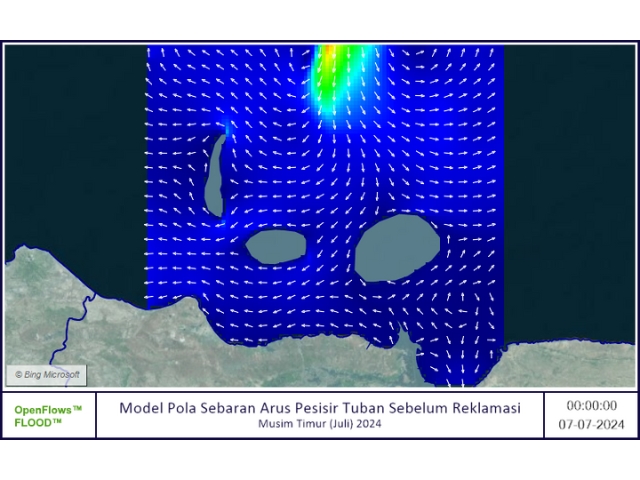 © Bing Microsoft
OpenFlows™
FLOOD™
Model Pola Sebaran Arus Pesisir Tuban Sebelum Reklamasi
Musim Timur (Juli) 2024
00:00:00
07-07-2024